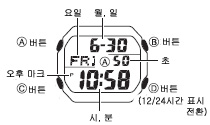 요일 월, 일
Ⓐ 버튼 6-30 Ⓑ 버튼
FRI Ⓐ 50 초
오후 마크 P 10:58
Ⓒ 버튼 Ⓓ 버튼
(12/24시간 표시
전환)
시, 분